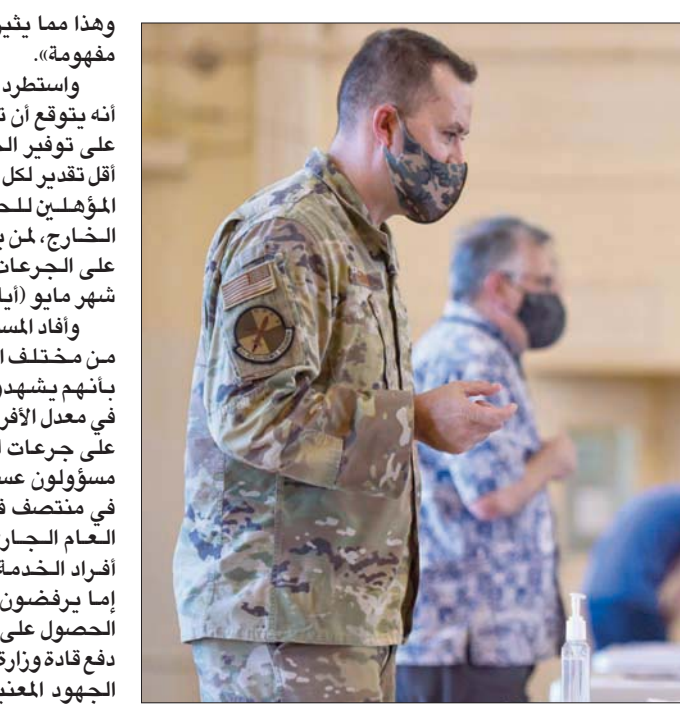 وهذا مما يثير
مفهومة».
واستطرد
أنه يتوقع أن ت
على توفير الج
أقل تقدير لكل
المؤهلين للح
الخارج، لمن ب
على الجرعات
شهر مايو (أيا
وأفاد المس
من مختلف ا
بأنهم يشهدو
في معدل الأفر
على جرعات ا
مسؤولون عس
في منتصف ف
العام الجار
أفراد الخدمة
إما يرفضون
الحصول على
دفع قادة وزارة
الجهود المعني